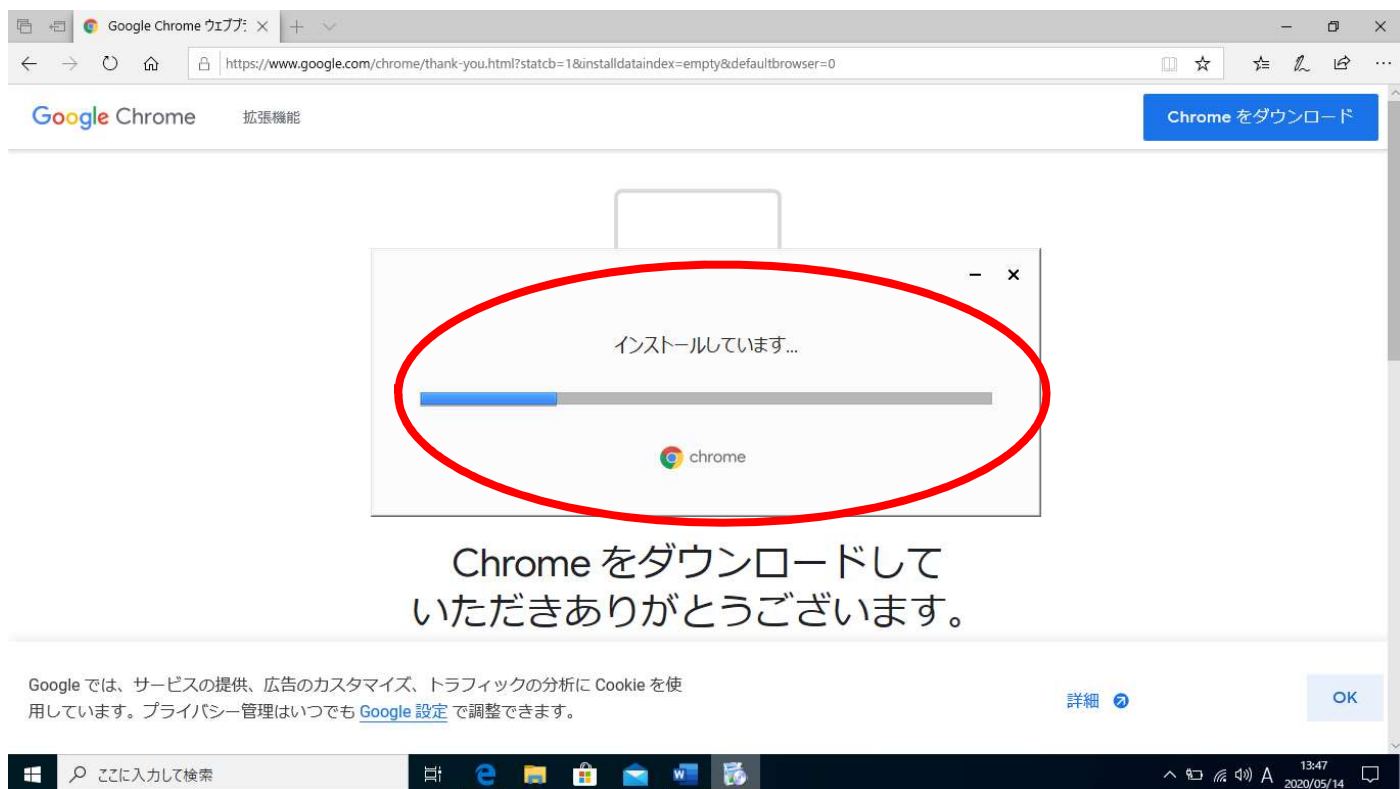 Google Chrome ウェブブラ
https://www.google.com/chrome/thank-you.html?statcb=1&installdataindex=empty&defaultbrowser=0
Google Chrome 拡張機能 Chrome をダウンロード
インストールしています...
chrome
Chrome をダウンロードして
いただきありがとうございます。
Google では、サービスの提供、広告のカスタマイズ、トラフィックの分析に Cookie を使
用しています。プライバシー管理はいつでも Google 設定 で調整できます。
詳細 OK
ここに入力して検索
A 13:47
2020/05/14